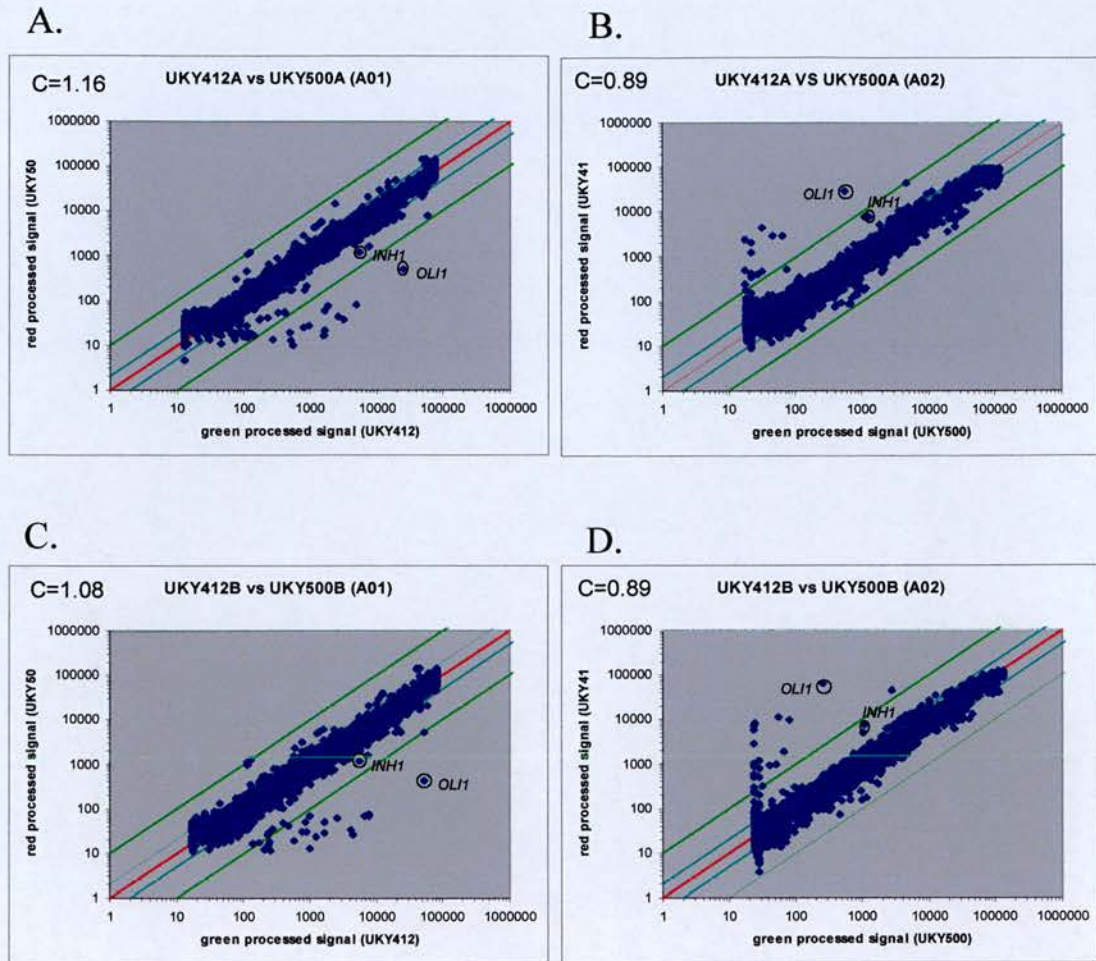 A.
C=1.16
UKY412A vs UKY500A (A01)
red processed signal (UKY50
1000000
100000
10000
1000
100
10
1
INH1
OLI1
1 10 100 1000 10000 100000 1000000
green processed signal (UKY412)
B.
C=0.89
UKY412A VS UKY500A (A02)
red processed signal (UKY41
1000000
100000
10000
1000
100
10
1
OLI1
INH1
1 10 100 1000 10000 100000 1000000
green processed signal (UKY500)
C.
C=1.08
UKY412B vs UKY500B (A01)
red processed signal (UKY50
1000000
100000
10000
1000
100
10
1
INH1
OLI1
1 10 100 1000 10000 100000 1000000
green processed signal (UKY412)
D.
C=0.89
UKY412B vs UKY500B (A02)
red processed signal (UKY41
1000000
100000
10000
1000
100
10
1
OLI1
INH1
1 10 100 1000 10000 100000 1000000
green processed signal (UKY500)